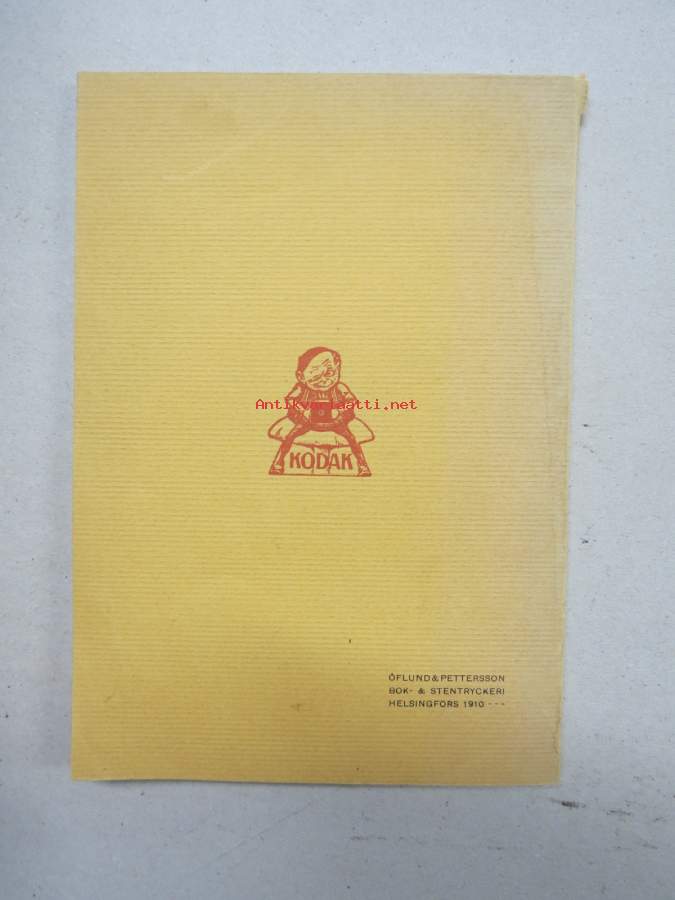 Antikvariaatti.net
KODAK
ÖFLUND & PETTERSSON
BOK- & STENTRYCKERI
HELSINGFORS 1910 ---